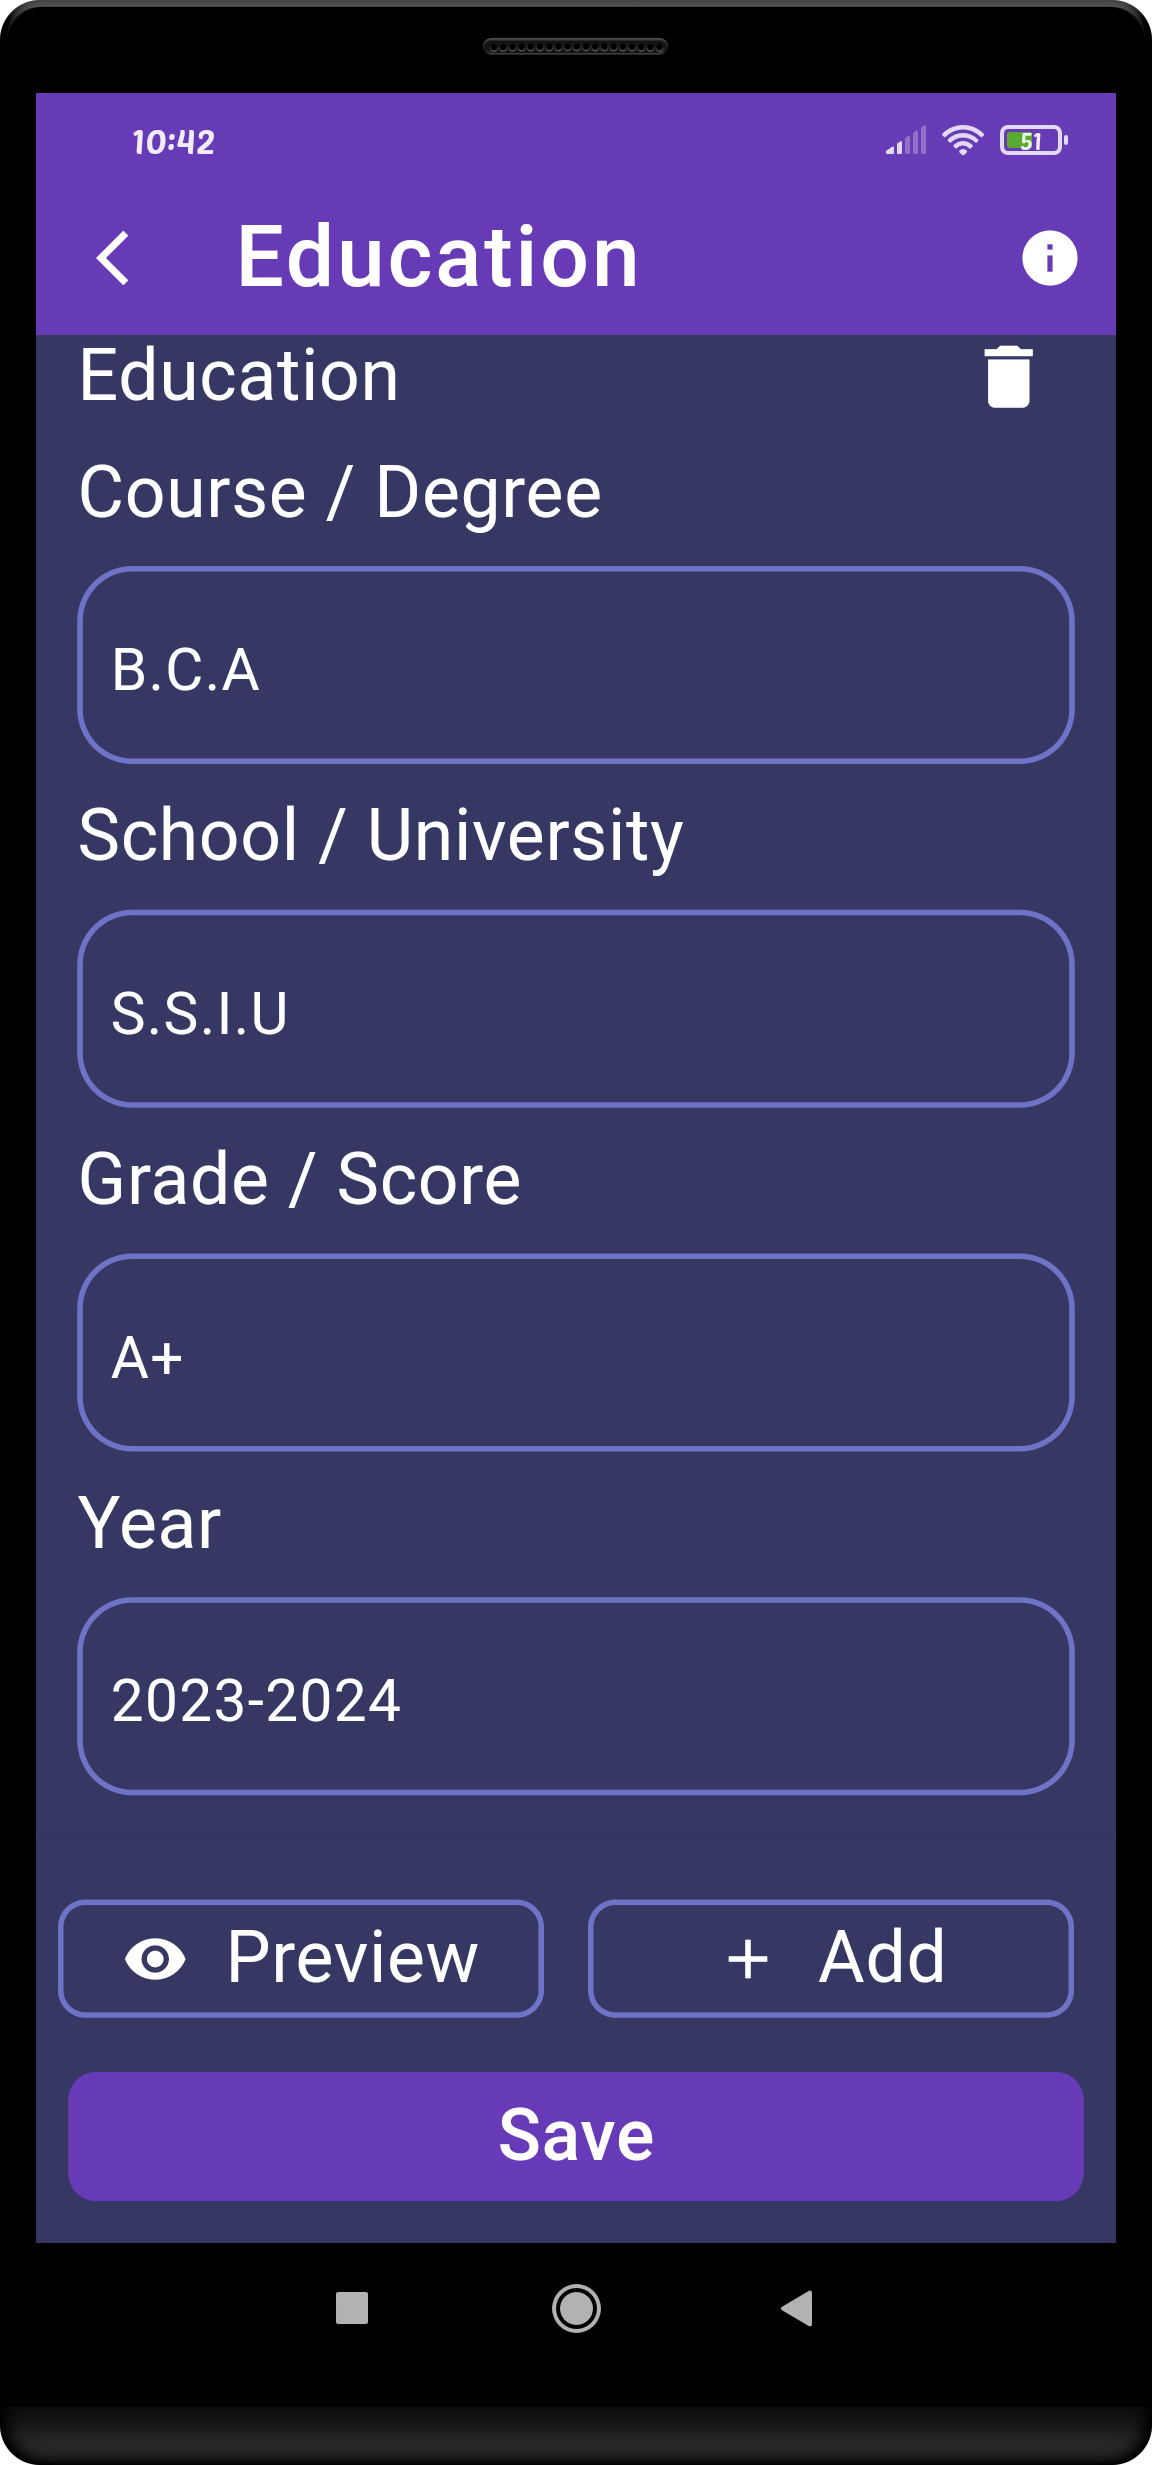 10:42
51
Education
Education
Course / Degree
B.C.A
School / University
S.S.I.U
Grade / Score
A+
Year
2023-2024
Preview
+ Add
Save